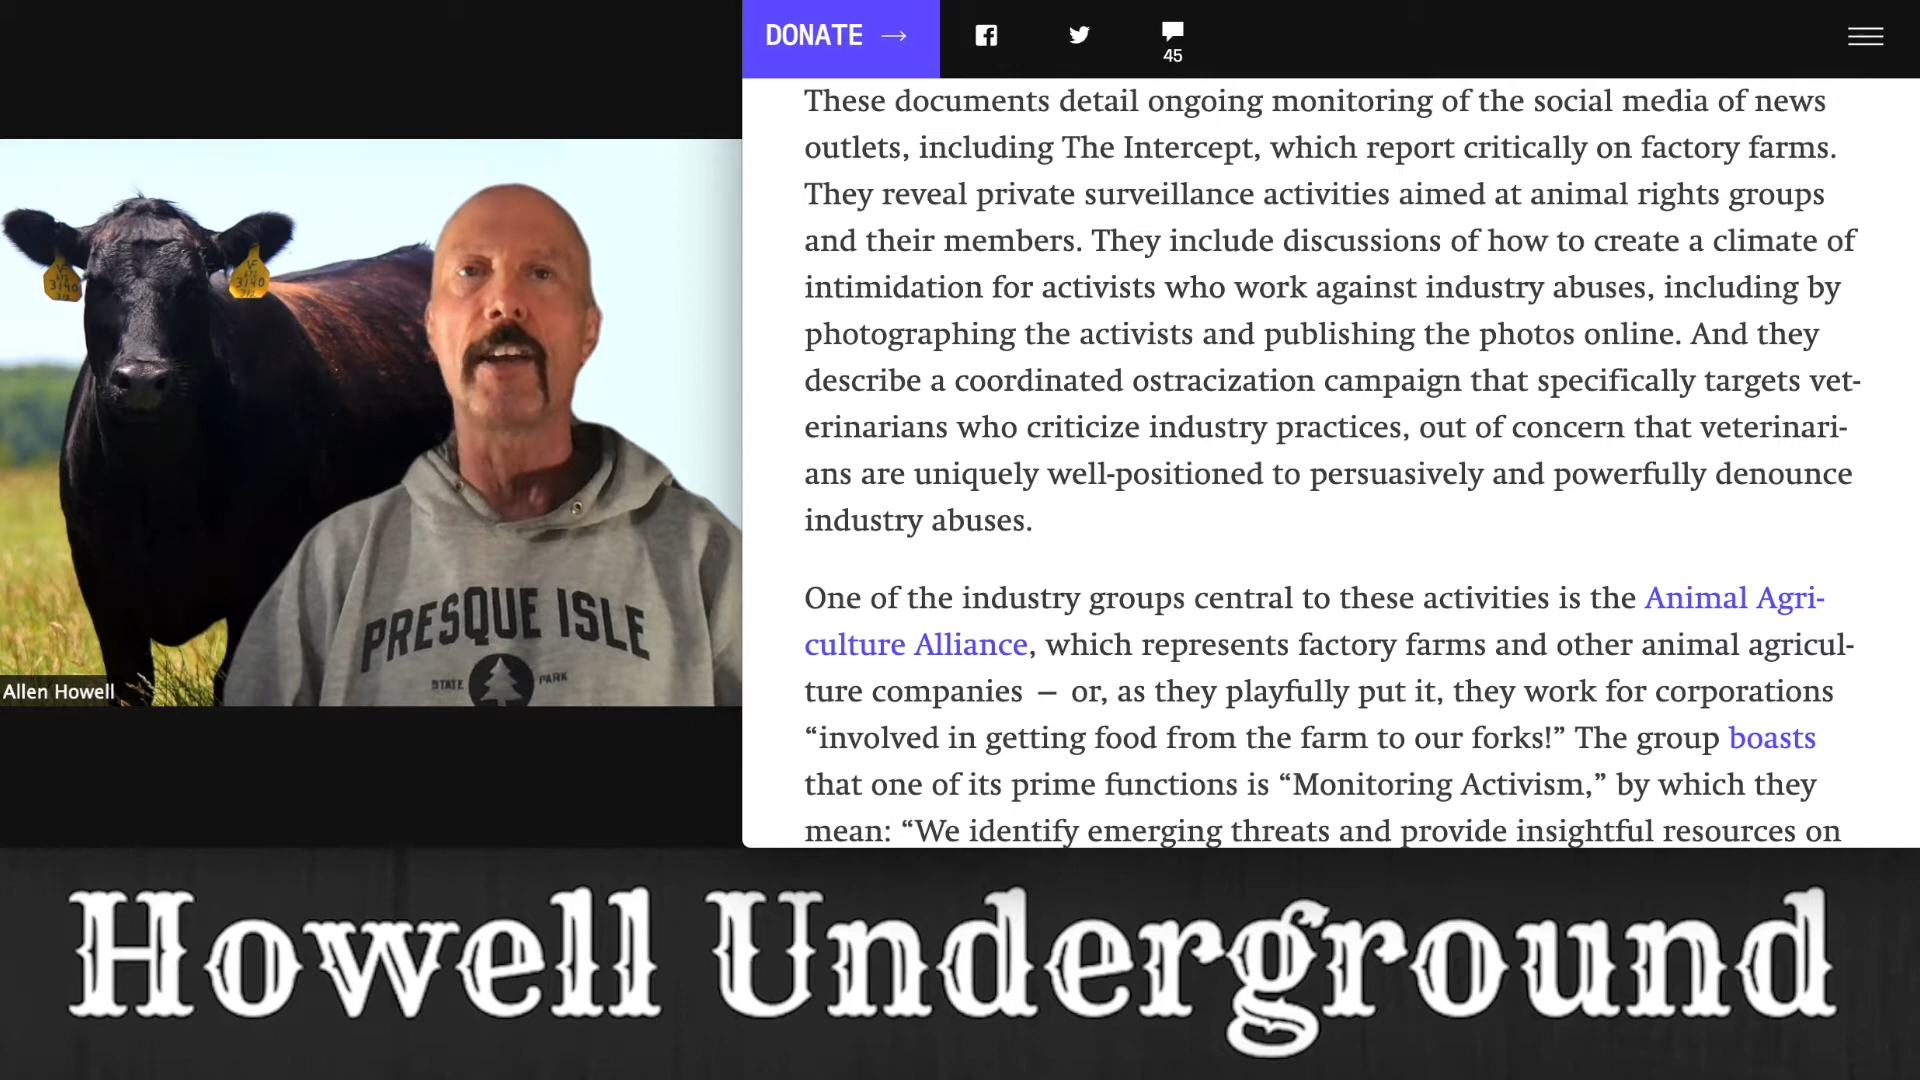 DONATE →
45
These documents detail ongoing monitoring of the social media of news
outlets, including The Intercept, which report critically on factory farms.
They reveal private surveillance activities aimed at animal rights groups
and their members. They include discussions of how to create a climate of
intimidation for activists who work against industry abuses, including by
photographing the activists and publishing the photos online. And they
describe a coordinated ostracization campaign that specifically targets vet-
erinarians who criticize industry practices, out of concern that veterinari-
ans are uniquely well-positioned to persuasively and powerfully denounce
industry abuses.
One of the industry groups central to these activities is the Animal Agri-
culture Alliance, which represents factory farms and other animal agricul-
ture companies — or, as they playfully put it, they work for corporations
“involved in getting food from the farm to our forks!” The group boasts
that one of its prime functions is “Monitoring Activism,” by which they
mean: “We identify emerging threats and provide insightful resources on
3140
3140
PRESQUE ISLE
STATE PARK
Allen Howell
Howell Underground